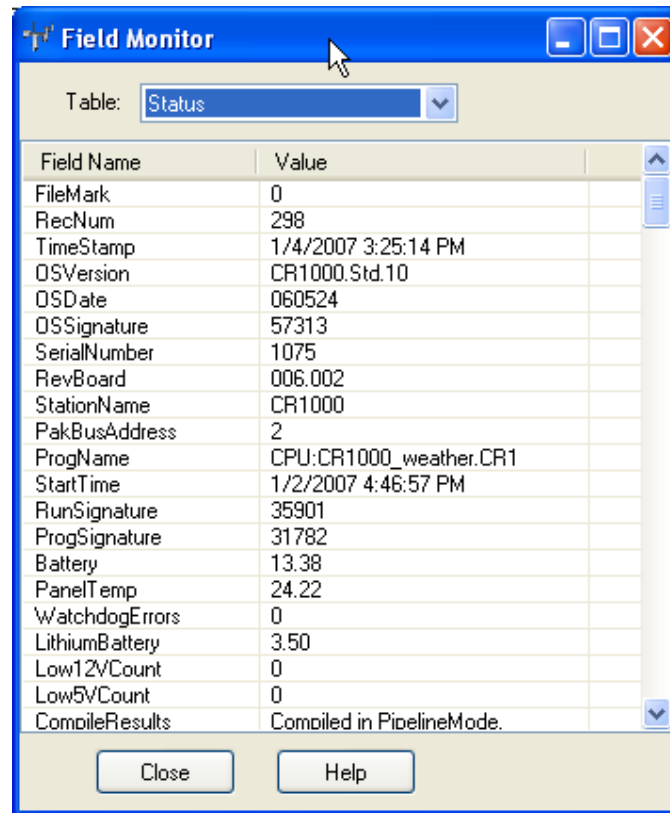 Field Monitor
Table: Status
Field Name Value
FileMark 0
RecNum 298
TimeStamp 1/4/2007 3:25:14 PM
OSVersion CR1000.Std.10
OSDate 060524
OSSignature 57313
SerialNumber 1075
RevBoard 006.002
StationName CR1000
PakBusAddress 2
ProgName CPU:CR1000_weather.CR1
StartTime 1/2/2007 4:46:57 PM
RunSignature 35901
ProgSignature 31782
Battery 13.38
PanelTemp 24.22
WatchdogErrors 0
LithiumBattery 3.50
Low12VCount 0
Low5VCount 0
CompileResults Compiled in PipelineMode.
Close Help